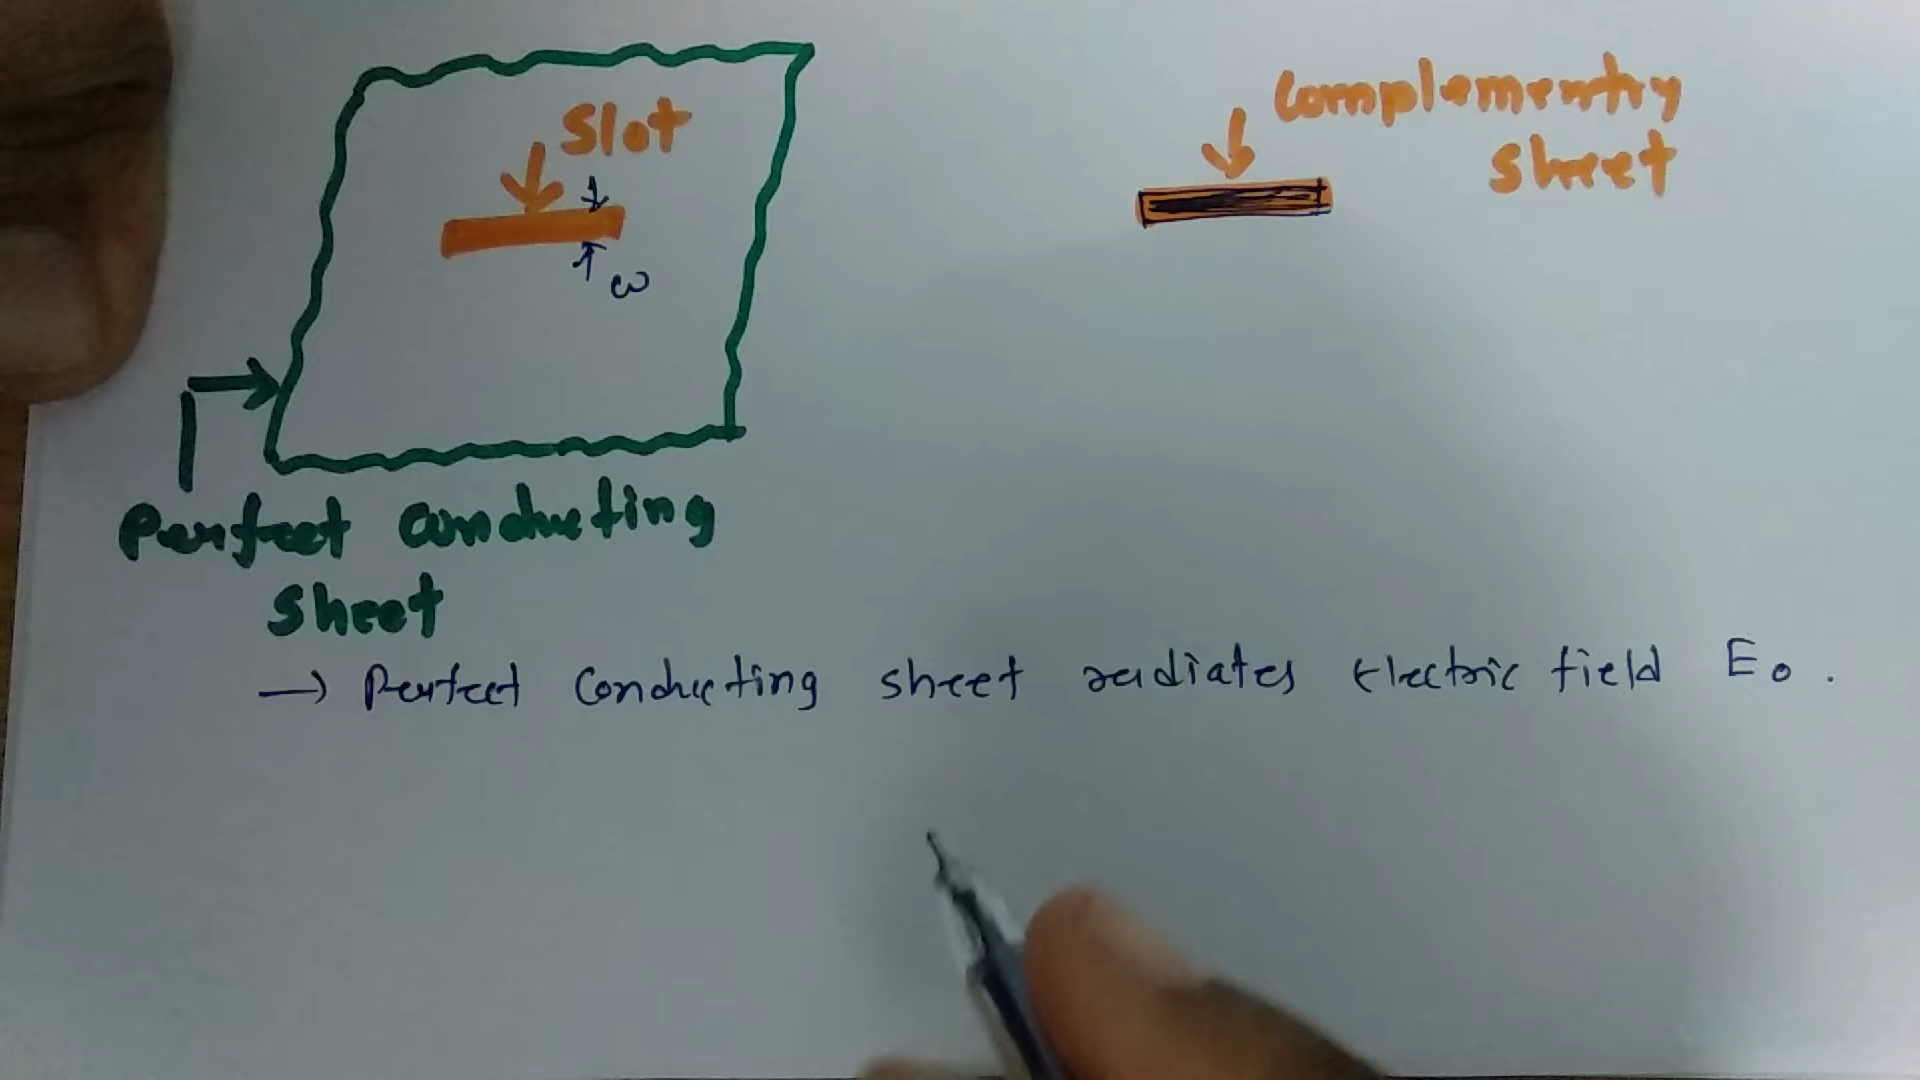 Slot
ω
Complementry
sheet
Perfect conducting
sheet
→ Perfect Conducting sheet radiates Electric field E₀.